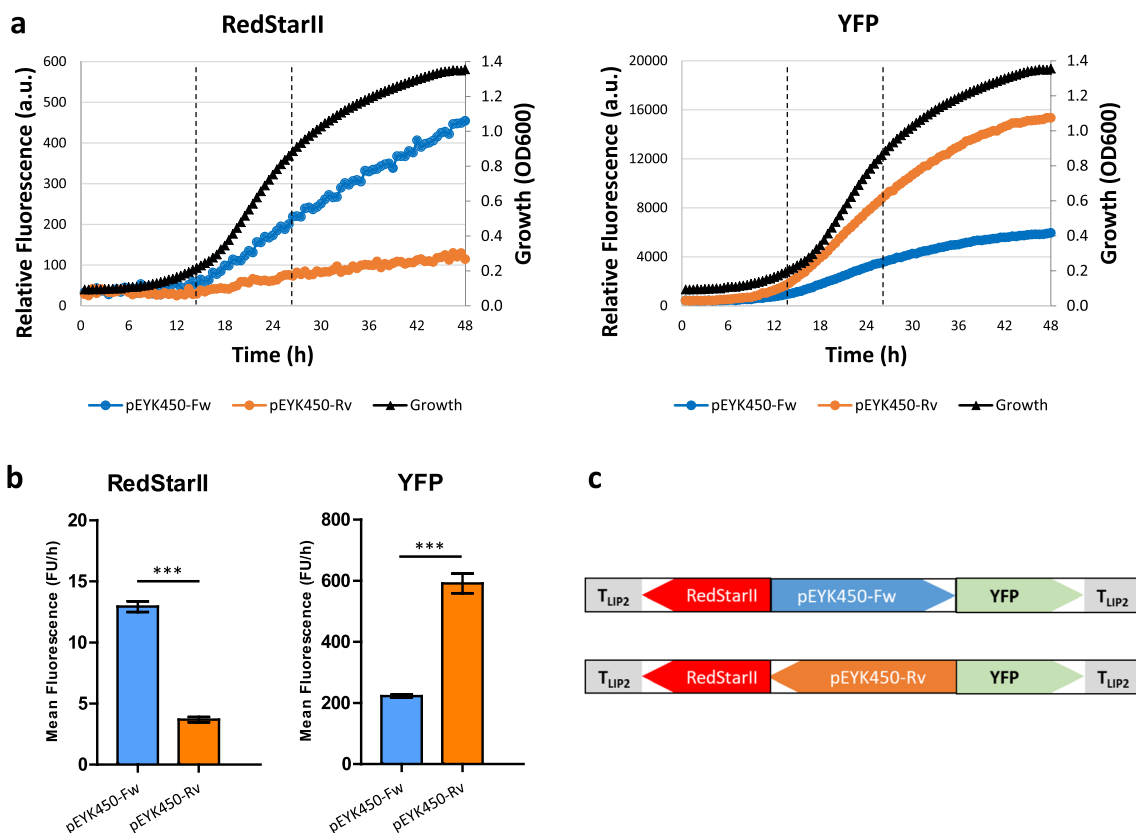 a
RedStarII
YFP
Relative Fluorescence (a.u.)
600
500
400
300
200
100
0
1.4
1.2
1.0
0.8
0.6
0.4
0.2
0.0
Growth (OD600)
0 6 12 18 24 30 36 42 48
Time (h)
pEYK450-Fw pEYK450-Rv Growth
Relative Fluorescence (a.u.)
20000
16000
12000
8000
4000
0
1.4
1.2
1.0
0.8
0.6
0.4
0.2
0.0
Growth (OD600)
0 6 12 18 24 30 36 42 48
Time (h)
pEYK450-Fw pEYK450-Rv Growth
b
RedStarII
Mean Fluorescence (FU/h)
20
15
10
5
0
***
pEYK450-Fw
pEYK450-Rv
YFP
Mean Fluorescence (FU/h)
800
600
400
200
0
***
pEYK450-Fw
pEYK450-Rv
c
TLIP2 RedStarII pEYK450-Fw YFP TLIP2
TLIP2 RedStarII pEYK450-Rv YFP TLIP2